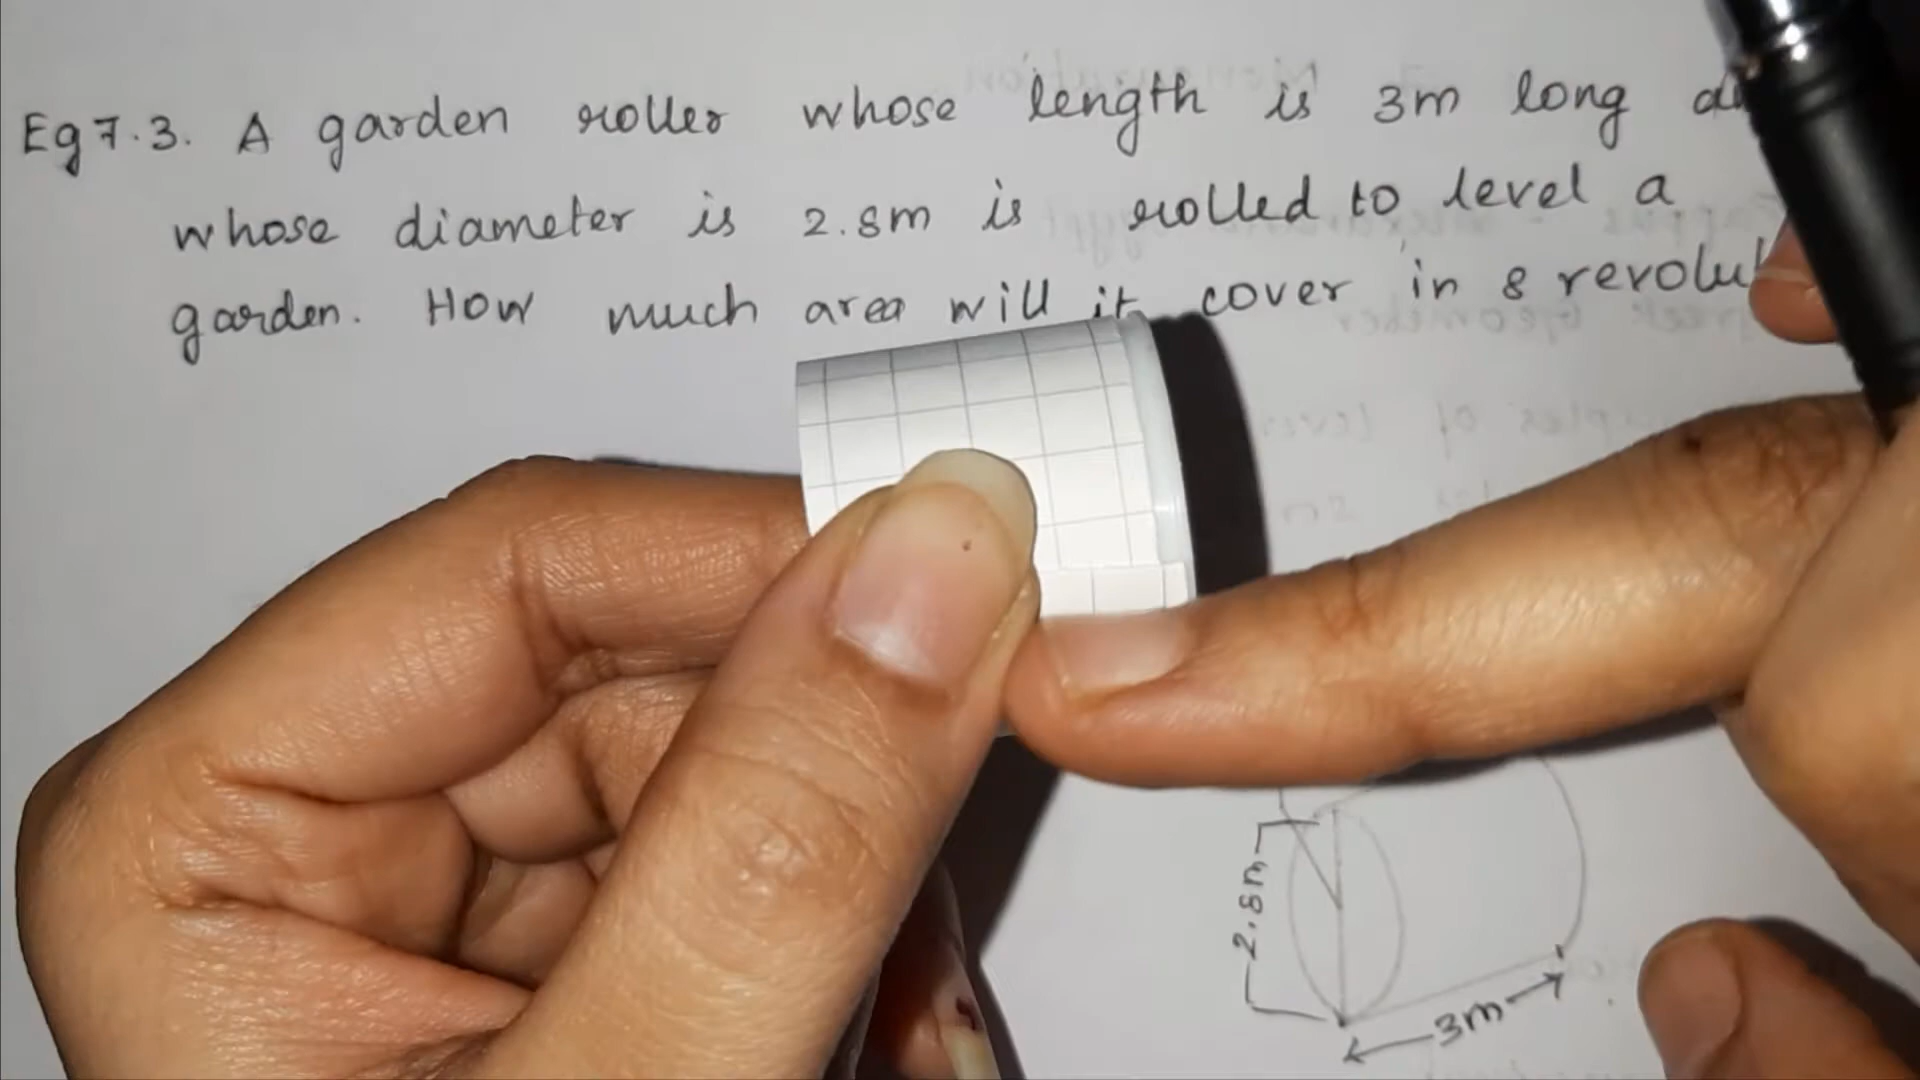 Eg 7.3. A garden roller whose length is 3m long
whose diameter is 2.8m is rolled to level a
garden. How much area will it cover in 8
2.8m
3m